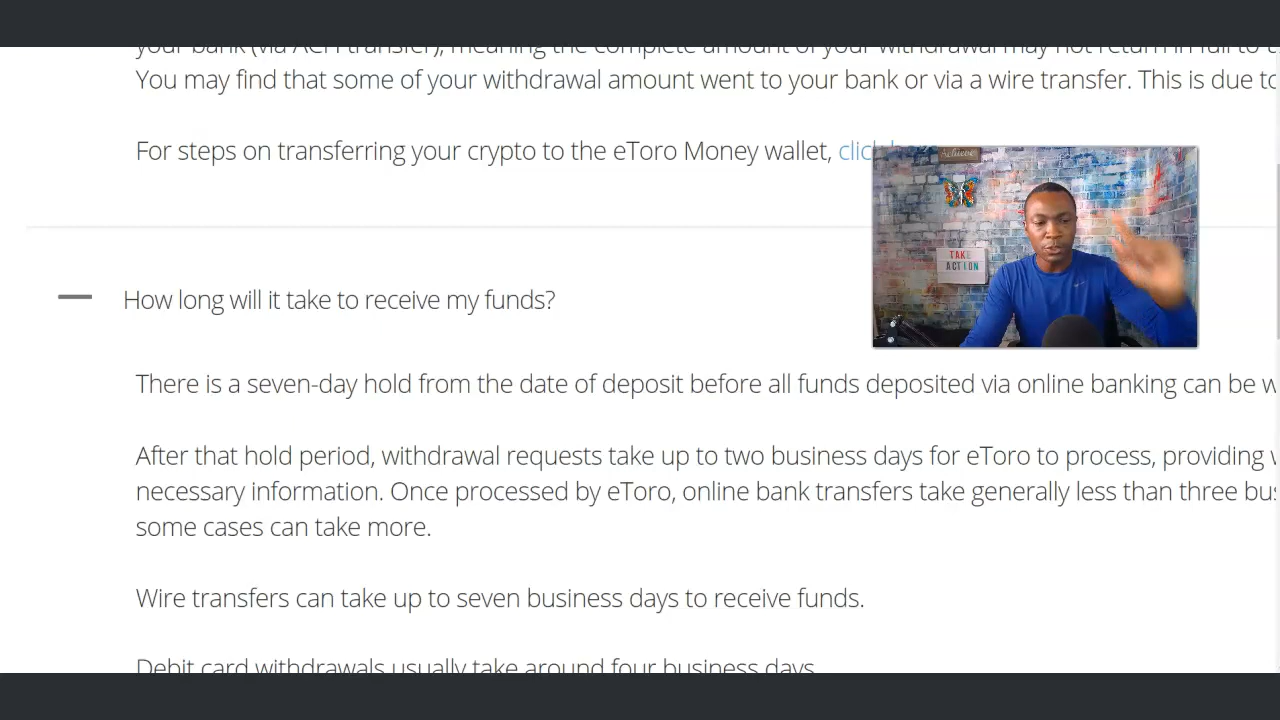 your bank (via ACH transfer), meaning the complete amount of your withdrawal may not return in full to
You may find that some of your withdrawal amount went to your bank or via a wire transfer. This is due to
For steps on transferring your crypto to the eToro Money wallet, click here
Achieve
TAKE
ACTION
How long will it take to receive my funds?
There is a seven-day hold from the date of deposit before all funds deposited via online banking can be w
After that hold period, withdrawal requests take up to two business days for eToro to process, providing
necessary information. Once processed by eToro, online bank transfers take generally less than three bus
some cases can take more.
Wire transfers can take up to seven business days to receive funds.
Debit card withdrawals usually take around four business days.